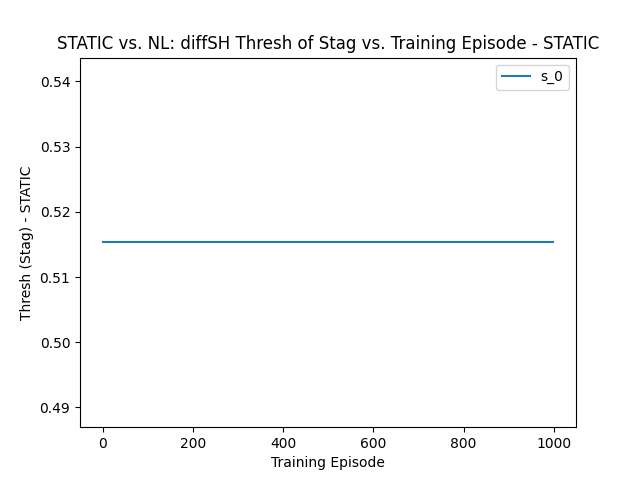 STATIC vs. NL: diffSH Thresh of Stag vs. Training Episode - STATIC
s_0
0.54
0.53
0.52
0.51
0.50
0.49
Thresh (Stag) - STATIC
0 200 400 600 800 1000
Training Episode